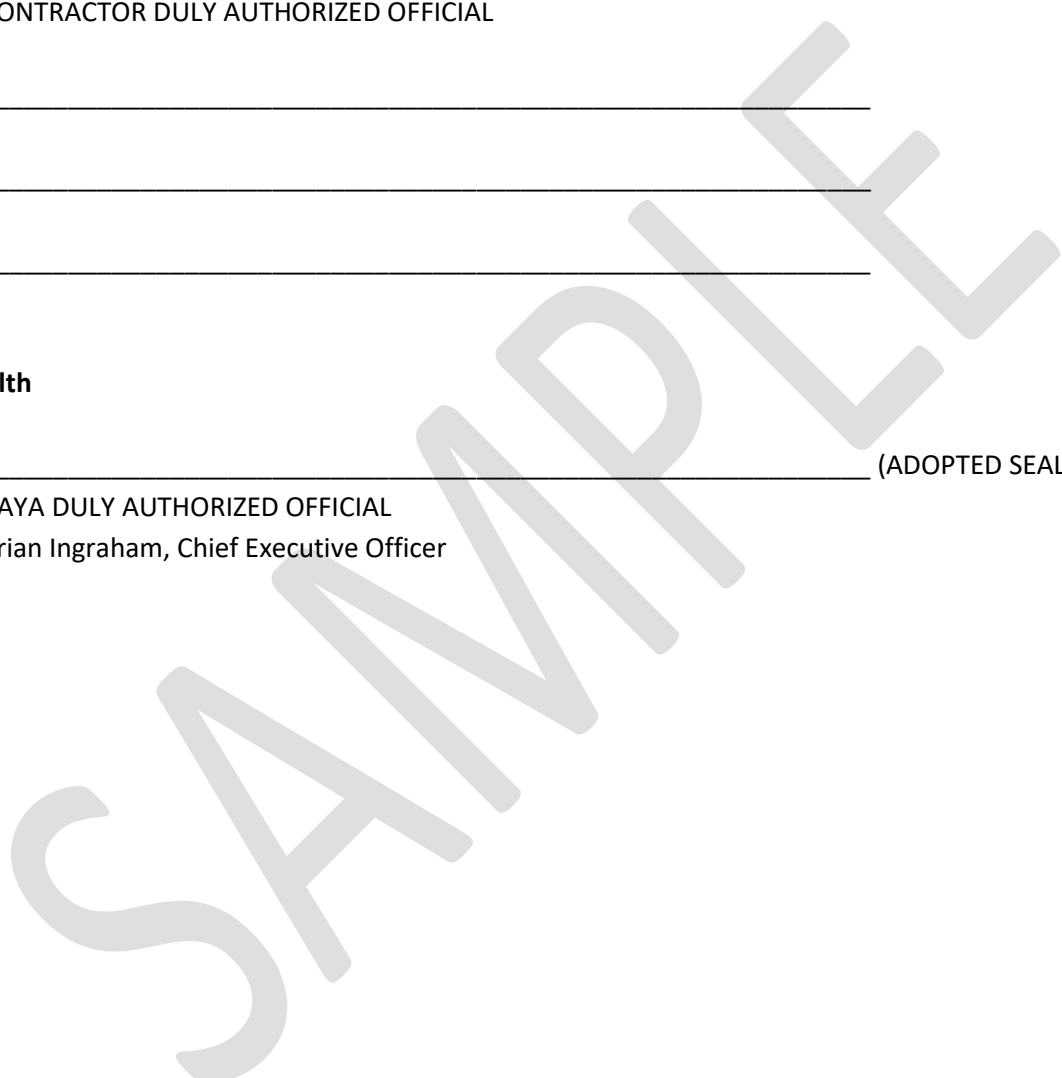 ONTRACTOR DULY AUTHORIZED OFFICIAL
lth
(ADOPTED SEAL
AYA DULY AUTHORIZED OFFICIAL
rian Ingraham, Chief Executive Officer
SAMPLE